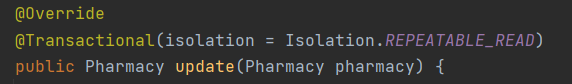 @Override
@Transactional(isolation = Isolation.REPEATABLE_READ)
public Pharmacy update(Pharmacy pharmacy) {